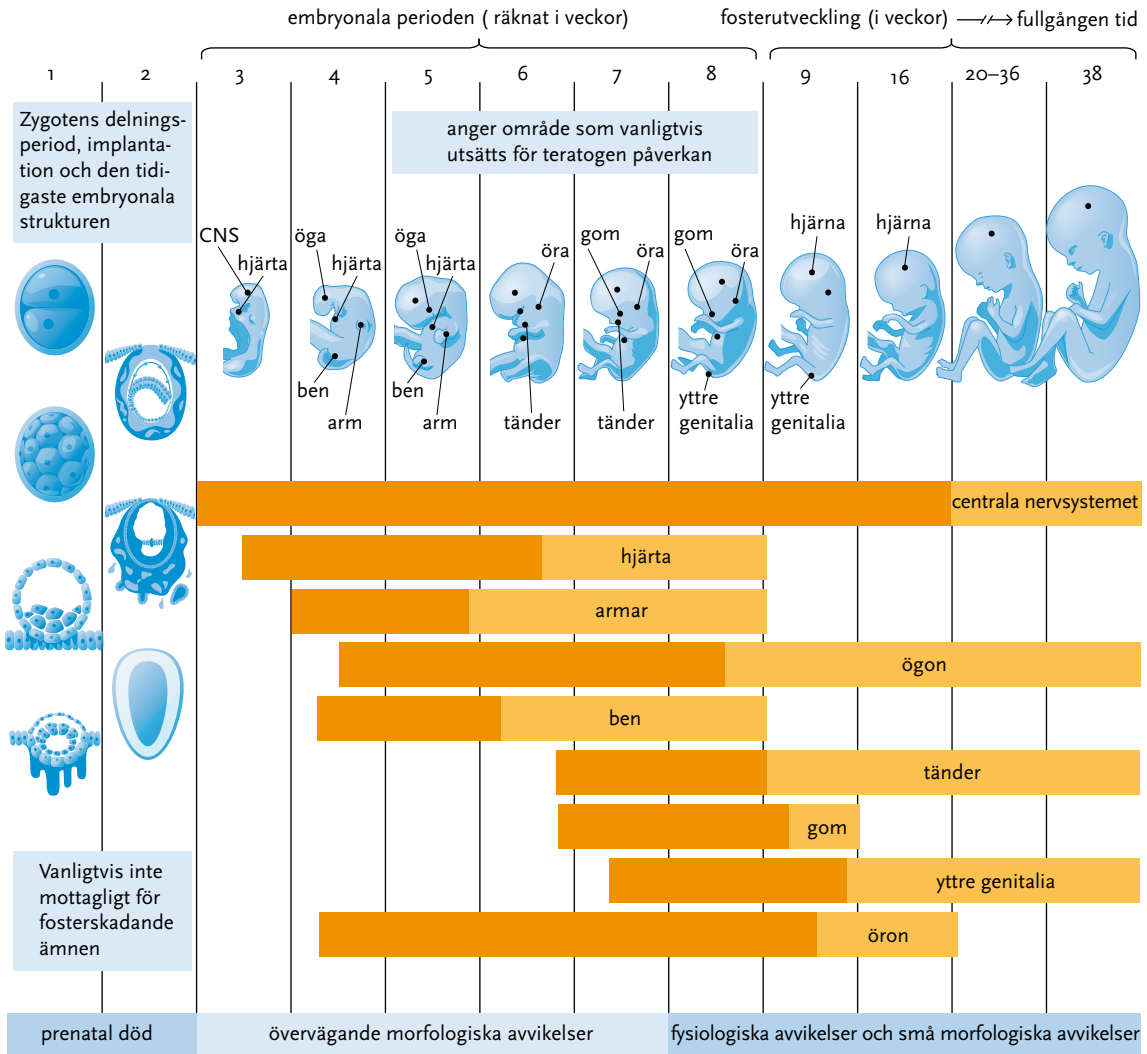 embryonala perioden ( räknat i veckor)
fosterutveckling (i veckor) fullgången tid
1 2 3 4 5 6 7 8 9 16 20–36 38
Zygotens delnings-
period, implanta-
tion och den tidi-
gaste embryonala
strukturen
anger område som vanligtvis
utsätts för teratogen påverkan
CNS
hjärta
öga
hjärta
ben
arm
öga
hjärta
ben
arm
öra
tänder
gom
öra
tänder
gom
öra
yttre
genitalia
hjärna
yttre
genitalia
hjärna
centrala nervsystemet
hjärta
armar
ögon
ben
tänder
gom
yttre genitalia
öron
Vanligtvis inte
mottagligt för
fosterskadande
ämnen
prenatal död
övervägande morfologiska avvikelser
fysiologiska avvikelser och små morfologiska avvikelser